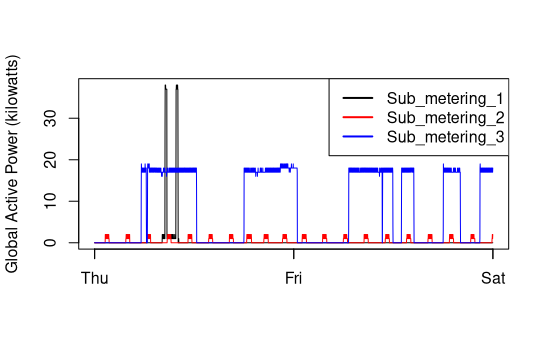 Global Active Power (kilowatts)
30
20
10
0
Sub_metering_1
Sub_metering_2
Sub_metering_3
Thu
Fri
Sat